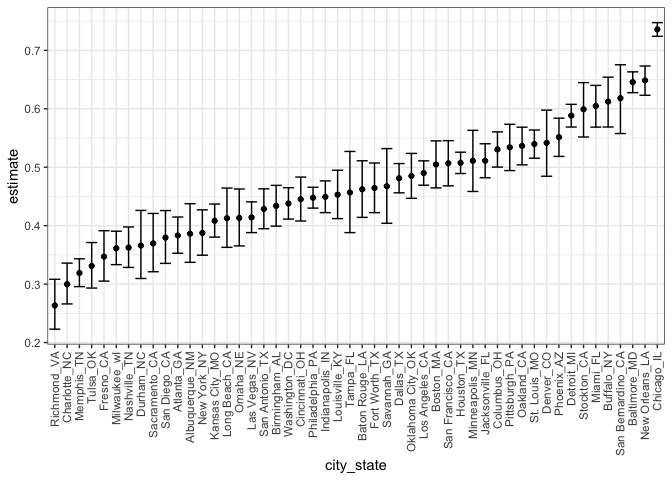 0.7
0.6
0.5
0.4
0.3
0.2
estimate
Richmond_VA
Charlotte_NC
Memphis_TN
Tulsa_OK
Fresno_CA
Milwaukee_wI
Nashville_TN
Durham_NC
Sacramento_CA
San Diego_CA
Atlanta_GA
Albuquerque_NM
New York_NY
Kansas City_MO
Long Beach_CA
Omaha_NE
Las Vegas_NV
San Antonio_TX
Birmingham_AL
Washington_DC
Cincinnati_OH
Philadelphia_PA
Indianapolis_IN
Louisville_KY
Tampa_FL
Baton Rouge_LA
Fort Worth_TX
Savannah_GA
Dallas_TX
Oklahoma City_OK
Los Angeles_CA
Boston_MA
San Francisco_CA
Houston_TX
Minneapolis_MN
Jacksonville_FL
Columbus_OH
Pittsburgh_PA
Oakland_CA
St. Louis_MO
Denver_CO
Phoenix_AZ
Detroit_MI
Stockton_CA
Miami_FL
Buffalo_NY
San Bernardino_CA
Baltimore_MD
New Orleans_LA
Chicago_IL
city_state